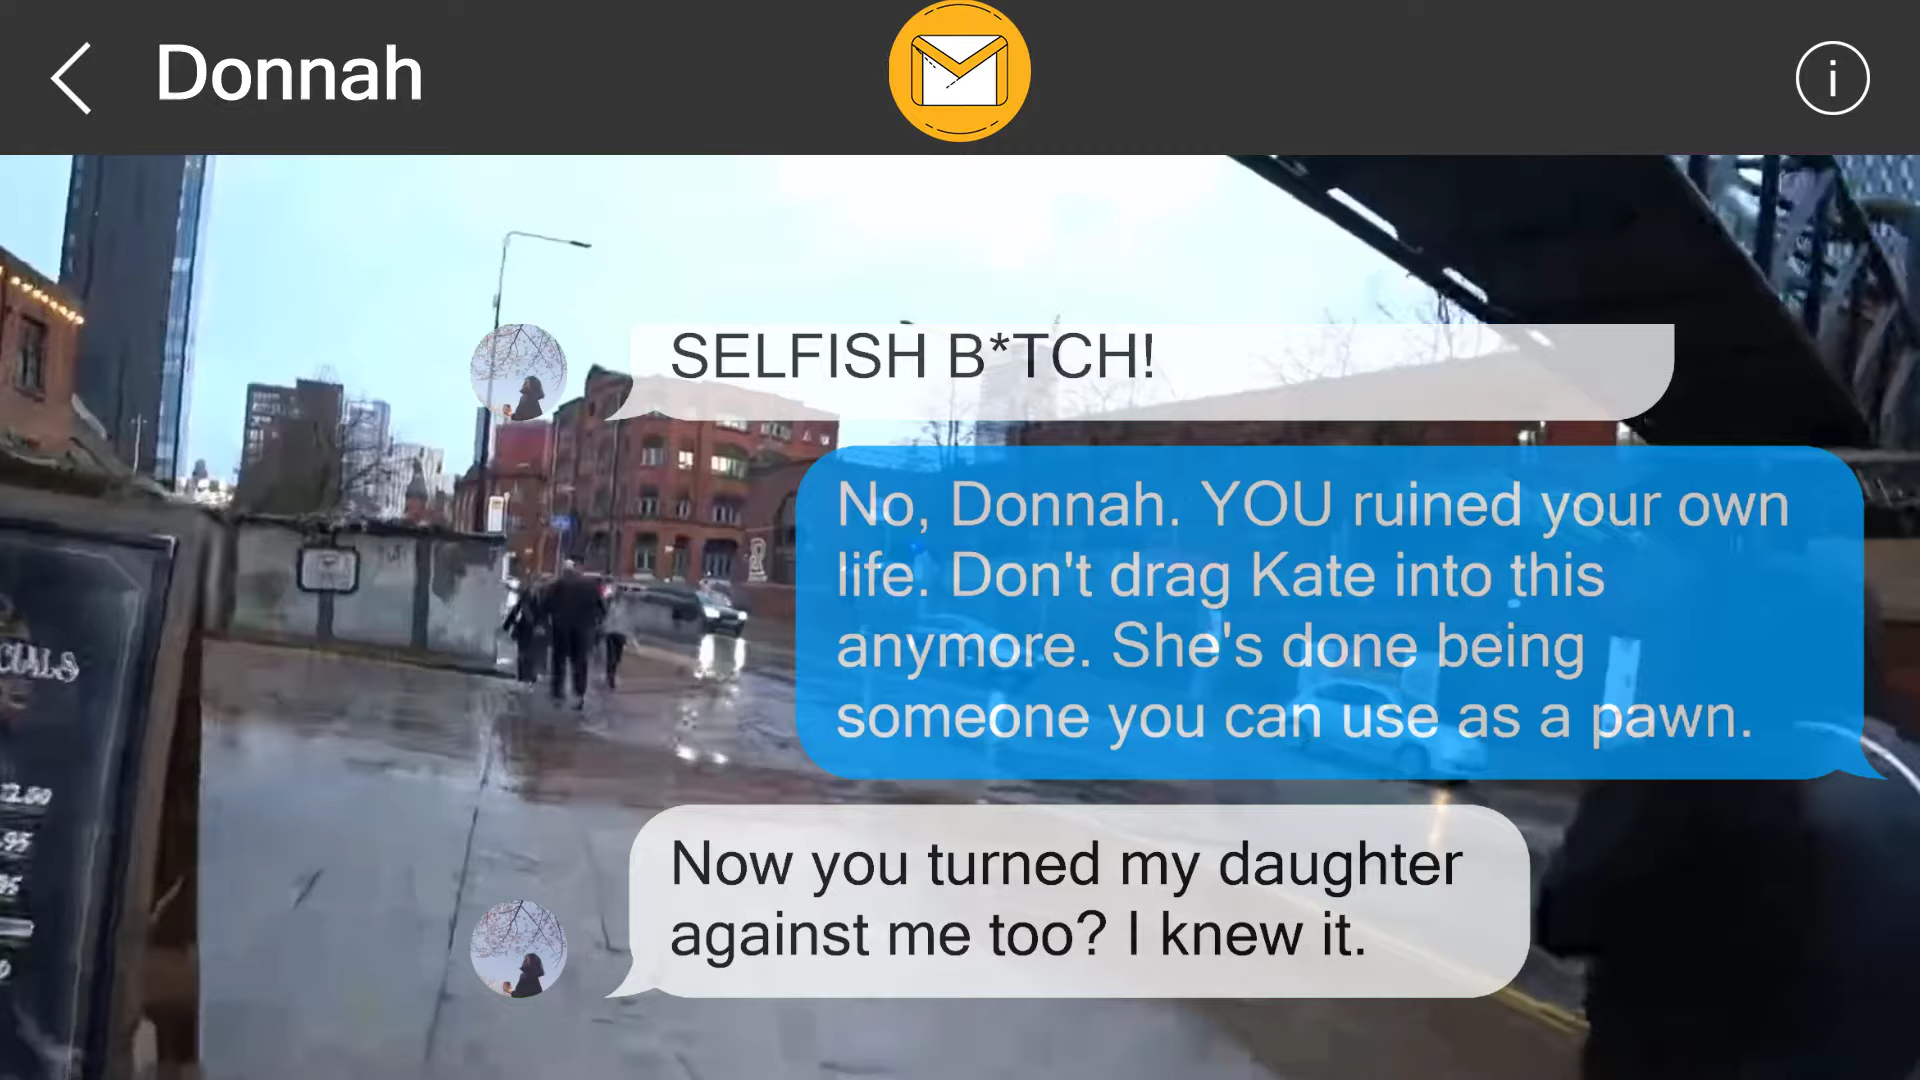 Donnah
i
SELFISH B*TCH!
No, Donnah. YOU ruined your own
life. Don't drag Kate into this
anymore. She's done being
someone you can use as a pawn.
Now you turned my daughter
against me too? I knew it.